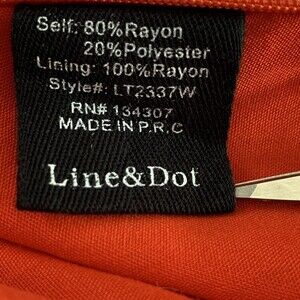 Self: 80%Rayon
20%Polyester
Lining: 100%Rayon
Style#: LT2337W
RN# 134307
MADE IN P.R.C
Line&Dot